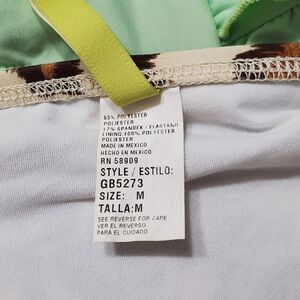 83% POLYESTER
POLIESTER
17% SPANDEX / ELASTANO
LINING:100% POLYESTER
POLIESTER
MADE IN MEXICO
HECHO EN MEXICO
RN 58909
STYLE / ESTILO:
GB5273
SIZE: M
TALLA:M
SEE REVERSE FOR CARE
VER EL REVERSO
PARA EL CUIDADO